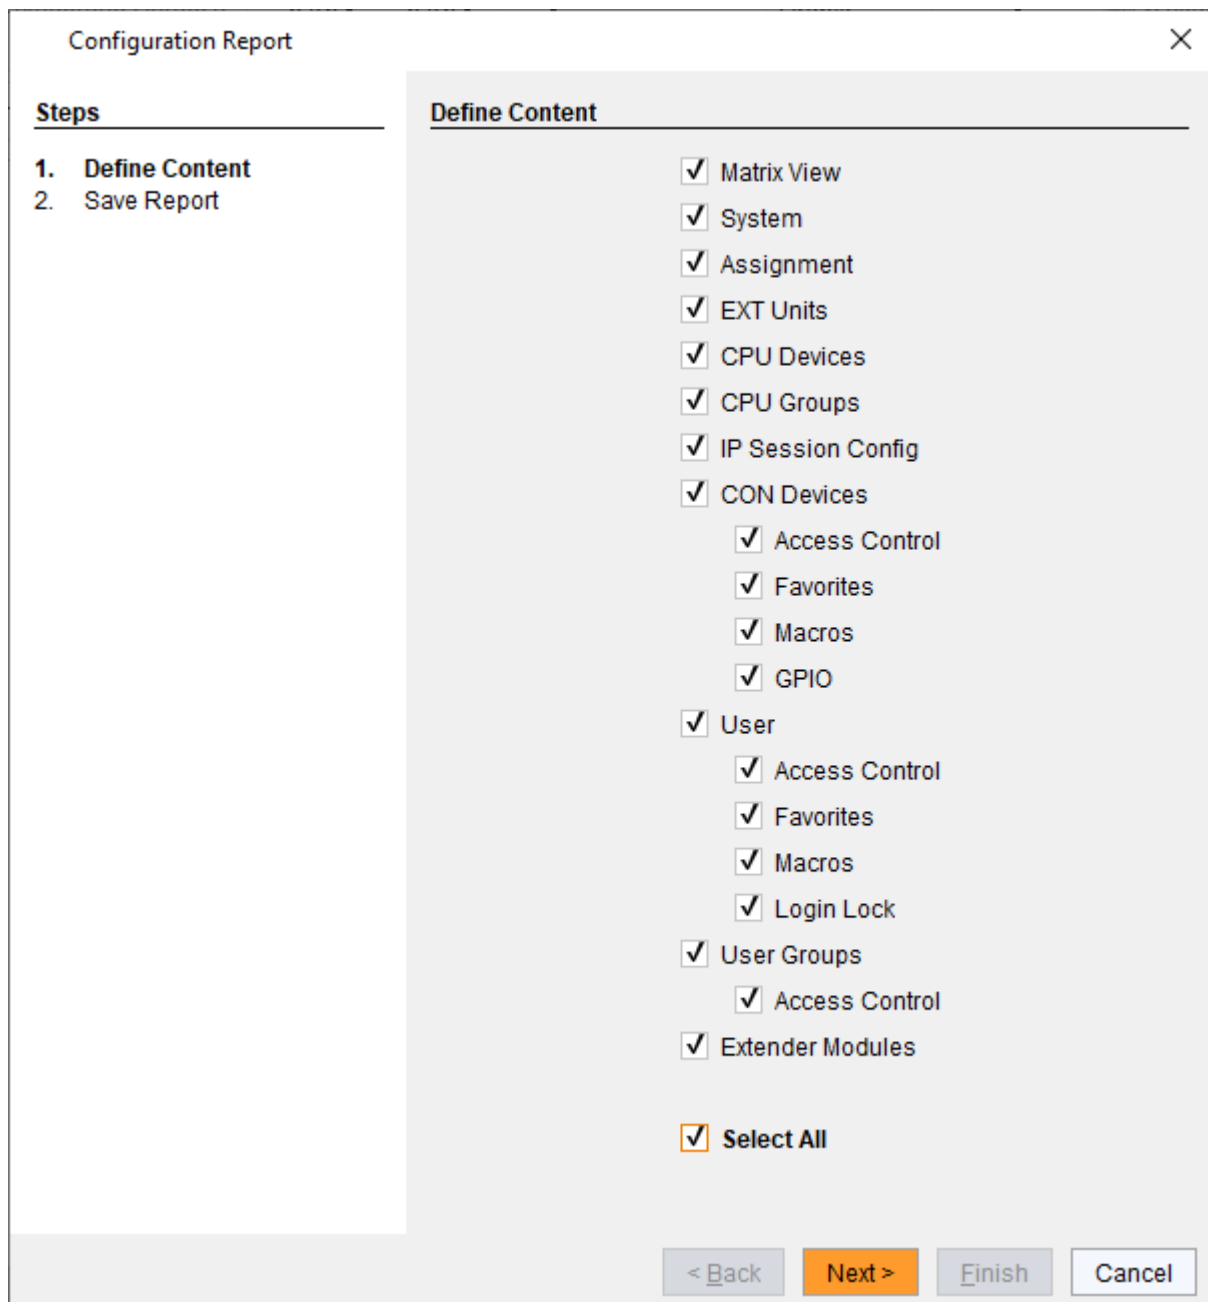 Configuration Report
Steps
1. Define Content
2. Save Report
Define Content
Matrix View
System
Assignment
EXT Units
CPU Devices
CPU Groups
IP Session Config
CON Devices
Access Control
Favorites
Macros
GPIO
User
Access Control
Favorites
Macros
Login Lock
User Groups
Access Control
Extender Modules
Select All
< Back Next > Finish Cancel